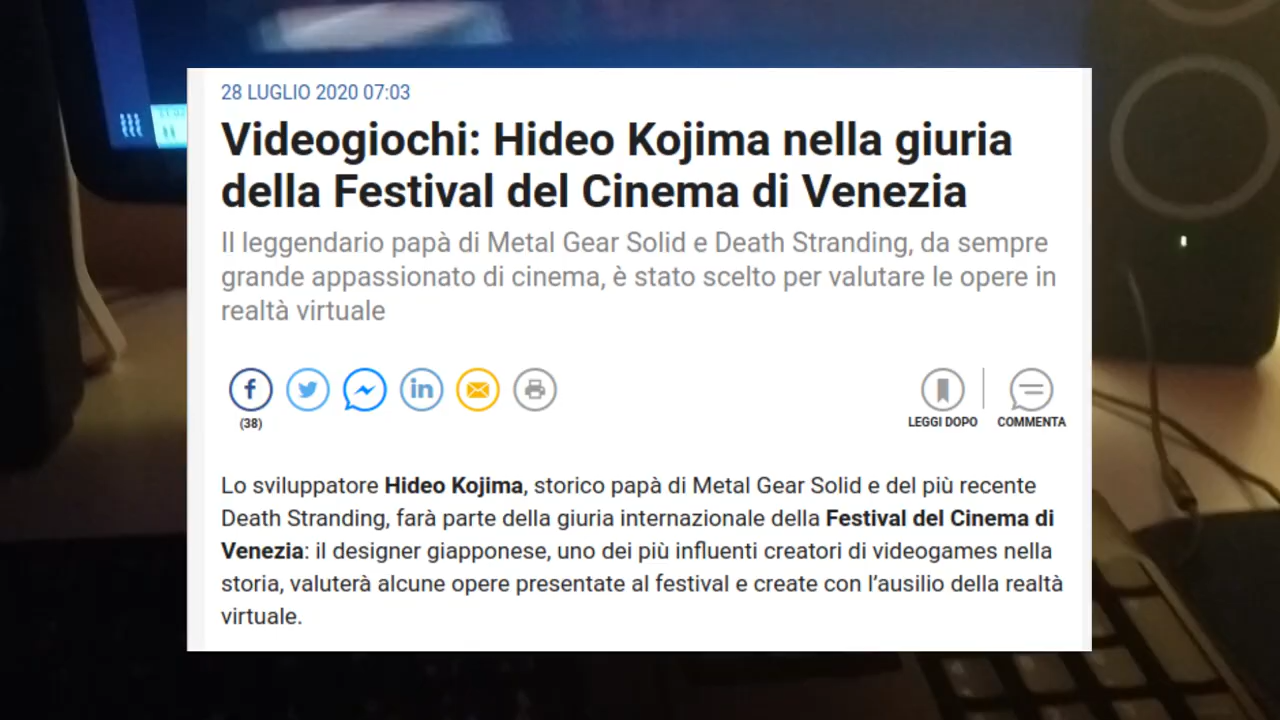 28 LUGLIO 2020 07:03
Videogiochi: Hideo Kojima nella giuria
della Festival del Cinema di Venezia
Il leggendario papà di Metal Gear Solid e Death Stranding, da sempre
grande appassionato di cinema, è stato scelto per valutare le opere in
realtà virtuale
(38)
LEGGI DOPO
COMMENTA
Lo sviluppatore Hideo Kojima, storico papà di Metal Gear Solid e del più recente
Death Stranding, farà parte della giuria internazionale della Festival del Cinema di
Venezia: il designer giapponese, uno dei più influenti creatori di videogames nella
storia, valuterà alcune opere presentate al festival e create con l'ausilio della realtà
virtuale.